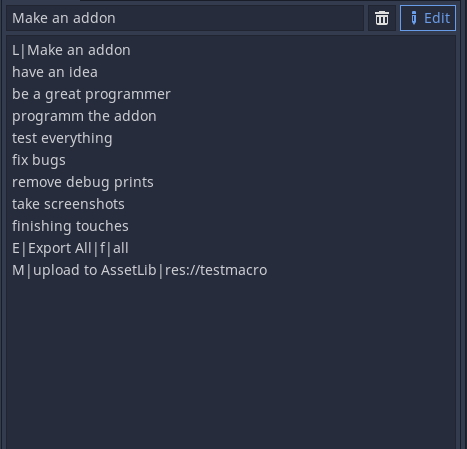 Make an addon
Edit
L|Make an addon
have an idea
be a great programmer
programm the addon
test everything
fix bugs
remove debug prints
take screenshots
finishing touches
E|Export All|f|all
M|upload to AssetLib|res://testmacro